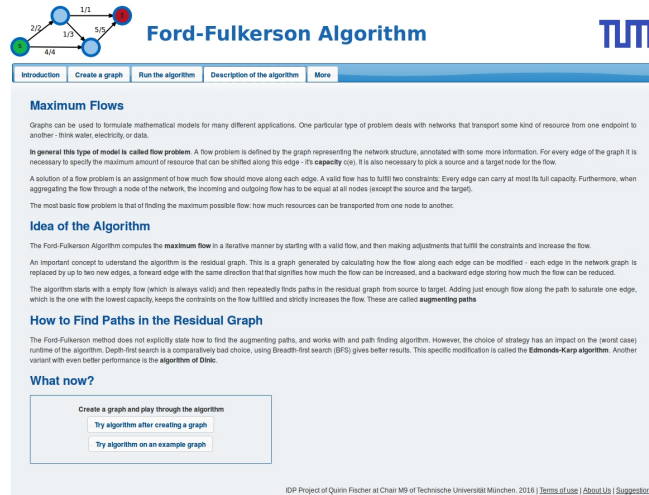 1/1
2/2
1/3
5/5
S
T
4/4
Ford-Fulkerson Algorithm
TUM
Introduction
Create a graph
Run the algorithm
Description of the algorithm
More
Maximum Flows
Graphs can be used to formulate mathematical models for many different applications. One particular type of problem deals with networks that transport some kind of resource from one endpoint to
another - think water, electricity, or data.
In general this type of model is called flow problem. A flow problem is defined by the graph representing the network structure, annotated with some more information. For every edge of the graph it is
necessary to specify the maximum amount of resource that can be shifted along this edge - it's capacity c(e). It is also necessary to pick a source and a target node for the flow.
A solution of a flow problem is an assignment of how much flow should move along each edge. A valid flow has to fulfill two constraints: Every edge can carry at most its full capacity. Furthermore, when
aggregating the flow through a node of the network, the incoming and outgoing flow has to be equal at all nodes (except the source and the target).
The most basic flow problem is that of finding the maximum possible flow: how much resources can be transported from one node to another.
Idea of the Algorithm
The Ford-Fulkerson Algorithm computes the maximum flow in a iterative manner by starting with a valid flow, and then making adjustments that fulfill the constraints and increase the flow.
An important concept to uderstand the algorithm is the residual graph. This is a graph generated by calculating how the flow along each edge can be modified - each edge in the network graph is
replaced by up to two new edges, a forward edge with the same direction that that signifies how much the flow can be increased, and a backward edge storing how much the flow can be reduced.
The algorithm starts with a empty flow (which is always valid) and then repeatedly finds paths in the residual graph from source to target. Adding just enough flow along the path to saturate one edge,
which is the one with the lowest capacity, keeps the contraints on the flow fulfilled and strictly increases the flow. These are called augmenting paths
How to Find Paths in the Residual Graph
The Ford-Fulkerson method does not explicitly state how to find the augmenting paths, and works with and path finding algorithm. However, the choice of strategy has an impact on the (worst case)
runtime of the algorithm. Depth-first search is a comparatively bad choice, using Breadth-first search (BFS) gives better results. This specific modification is called the Edmonds-Karp algorithm. Another
variant with even better performance is the algorithm of Dinic.
What now?
Create a graph and play through the algorithm
Try algorithm after creating a graph
Try algorithm on an example graph
IDP Project of Quirin Fischer at Chair M9 of Technische Universität München. 2016 | Terms of use | About Us | Suggestion